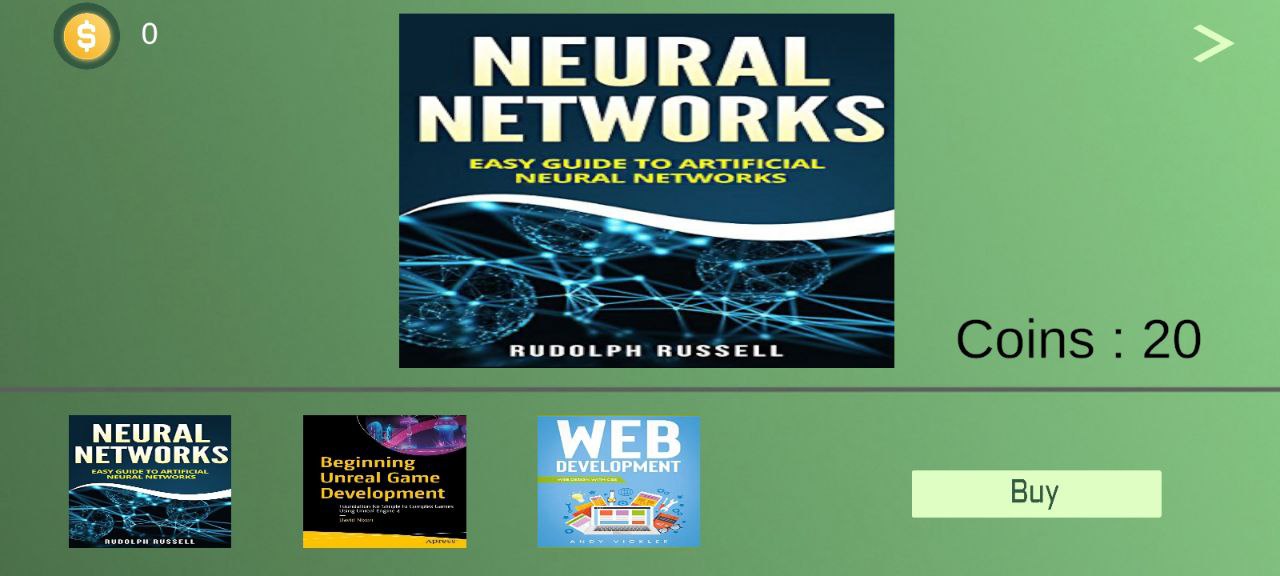 $ 0
>
NEURAL
NETWORKS
EASY GUIDE TO ARTIFICIAL
NEURAL NETWORKS
RUDOLPH RUSSELL
Coins : 20
NEURAL
NETWORKS
EASY GUIDE TO ARTIFICIAL
NEURAL NETWORKS
RUDOLPH RUSSELL
Beginning
Unreal Game
Development
Foundation for Simple to Complex Games
Using Unreal Engine 4
David Nixon
Apress
WEB
DEVELOPMENT
WEB DESIGN WITH CSS
ANDY VICKLER
Buy